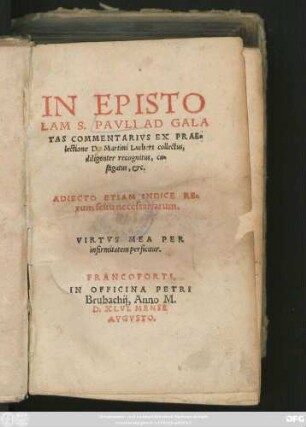 IN EPISTO
LAM S. PAVLI AD GALA
TAS COMMENTARIVS EX PRAE-
lectione D. Martini Lutheri collectus,
diligenter recognitus, ca-
stigatus, &c.
ADIECTO ETIAM INDICE RE-
rum scitu necessariarum.
VIRTVS MEA PER
infirmitatem perficitur.
FRANCOFORTI,
IN OFFICINA PETRI
Brubachij, Anno M.
D. XLVI. MENSE
AVGVSTO.